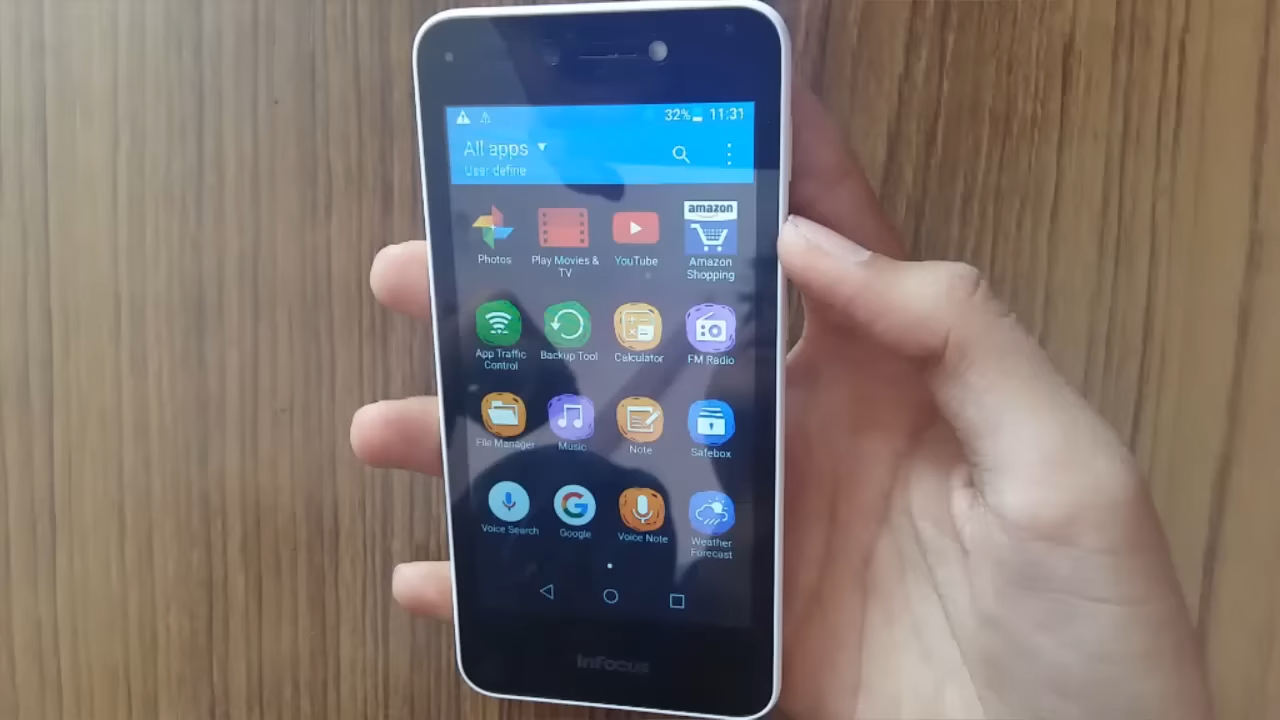 32% 11:31
All apps
User define
amazon
Photos
Play Movies &
TV
YouTube
Amazon
Shopping
App Traffic
Control
Backup Tool
Calculator
FM Radio
File Manager
Music
Note
Safebox
Voice Search
G
Google
Voice Note
Weather
Forecast
InFocus